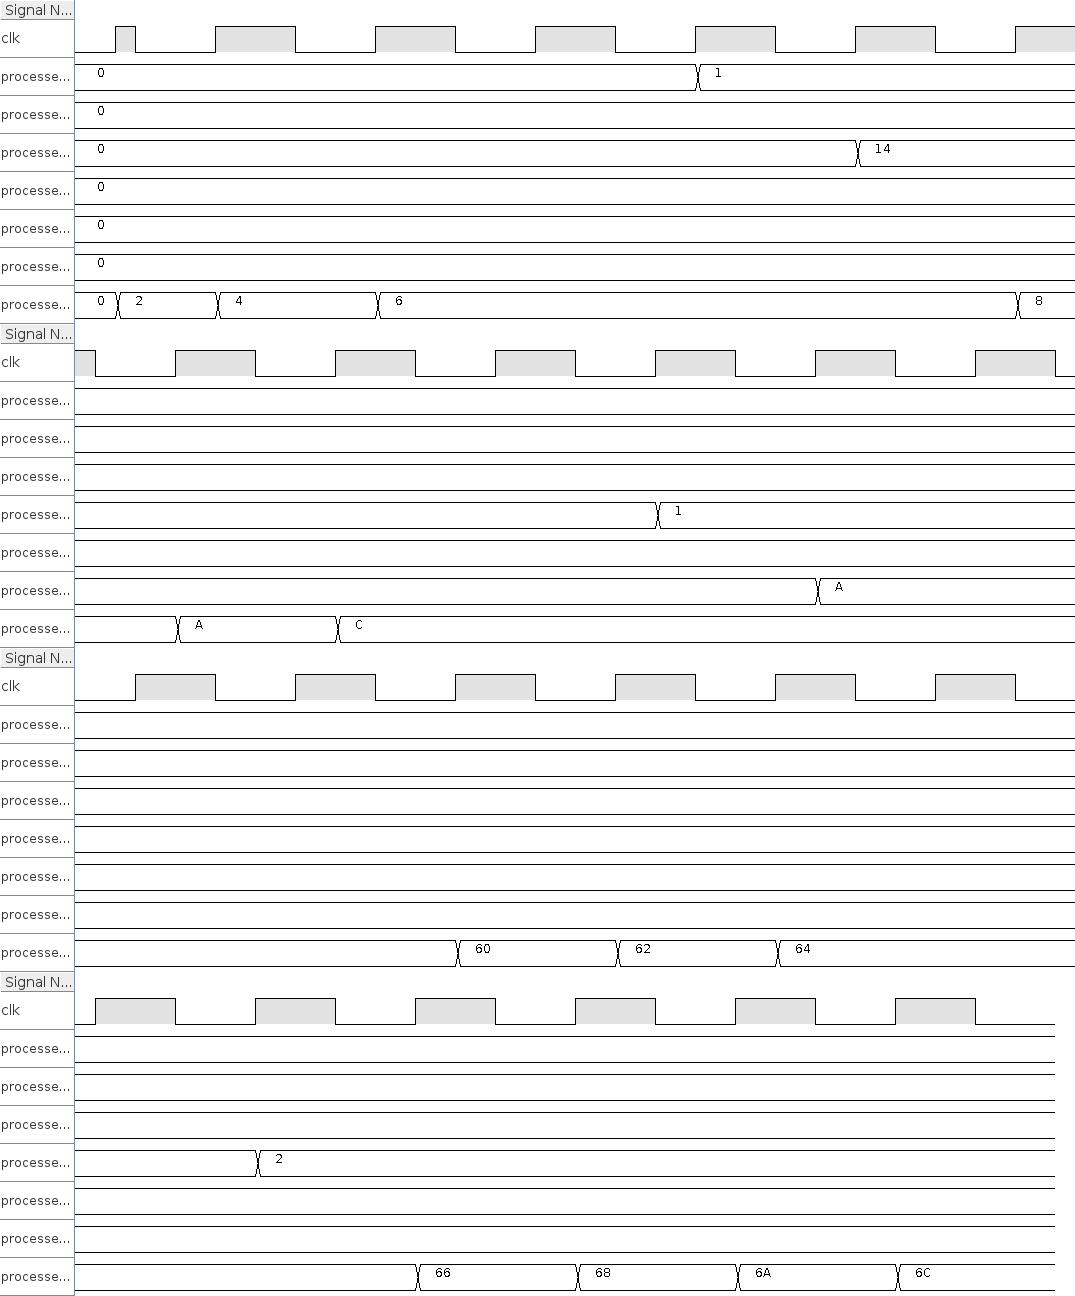 Signal N...
clk
processe... 0 1
processe... 0
processe... 0 14
processe... 0
processe... 0
processe... 0
processe... 0 2 4 6 8
Signal N...
clk
processe...
processe...
processe...
processe... 1
processe...
processe... A
processe... A C
Signal N...
clk
processe...
processe...
processe...
processe...
processe...
processe...
processe... 60 62 64
Signal N...
clk
processe...
processe...
processe...
processe... 2
processe...
processe...
processe... 66 68 6A 6C